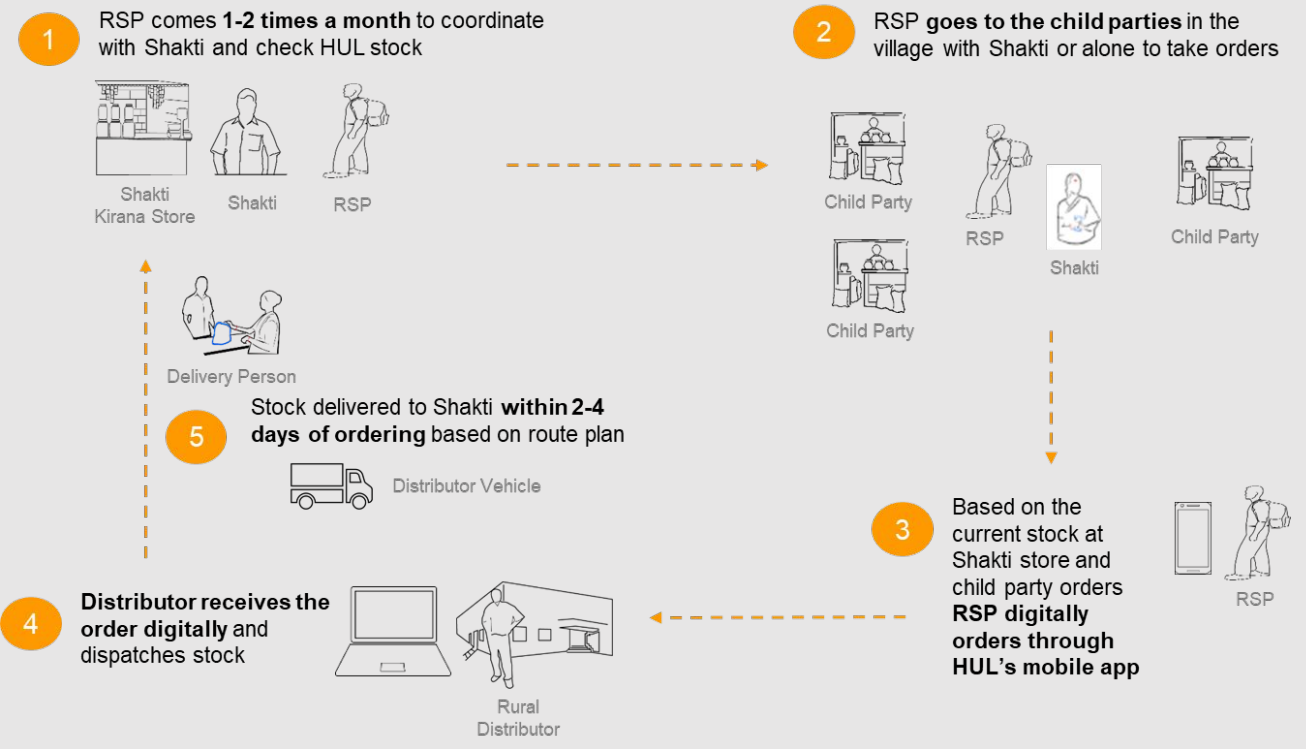 1
RSP comes 1-2 times a month to coordinate
with Shakti and check HUL stock
Shakti
Kirana Store
Shakti
RSP
2
RSP goes to the child parties in the
village with Shakti or alone to take orders
Child Party
Child Party
RSP
Shakti
Child Party
3
Based on the
current stock at
Shakti store and
child party orders
RSP digitally
orders through
HUL's mobile app
RSP
4
Distributor receives the
order digitally and
dispatches stock
Rural
Distributor
Delivery Person
5
Stock delivered to Shakti within 2-4
days of ordering based on route plan
Distributor Vehicle